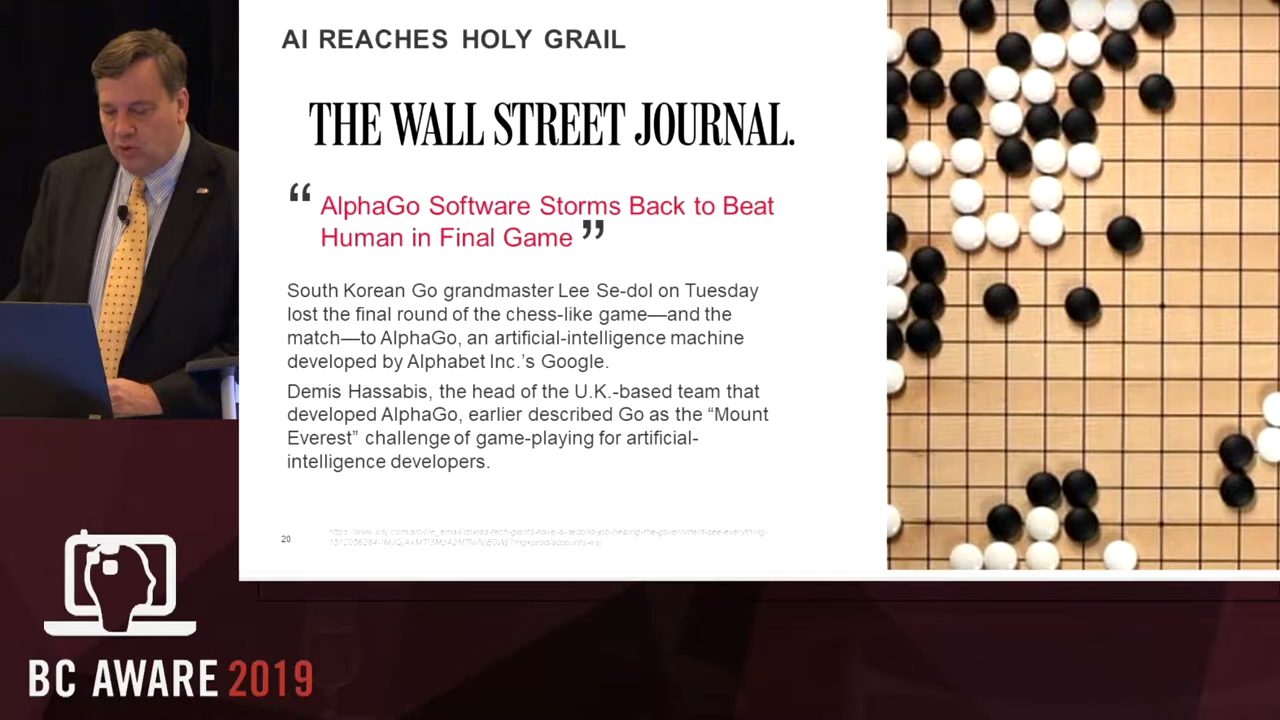 AI REACHES HOLY GRAIL
THE WALL STREET JOURNAL.
“ AlphaGo Software Storms Back to Beat
Human in Final Game ”
South Korean Go grandmaster Lee Se-dol on Tuesday
lost the final round of the chess-like game—and the
match—to AlphaGo, an artificial-intelligence machine
developed by Alphabet Inc.’s Google.
Demis Hassabis, the head of the U.K.-based team that
developed AlphaGo, earlier described Go as the “Mount
Everest” challenge of game-playing for artificial-
intelligence developers.
20
BC AWARE 2019